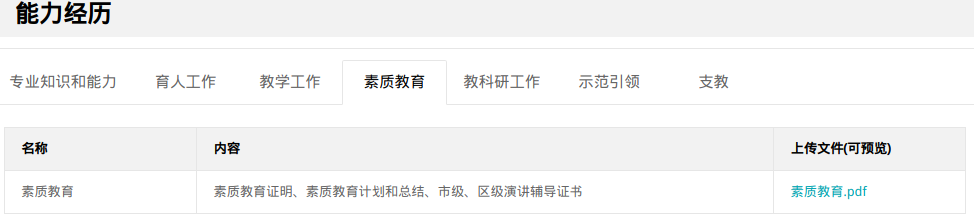 能力经历
专业知识和能力 育人工作 教学工作 素质教育 教科研工作 示范引领 支教
名称 内容 上传文件(可预览)
素质教育 素质教育证明、素质教育计划和总结、市级、区级演讲辅导证书 素质教育.pdf